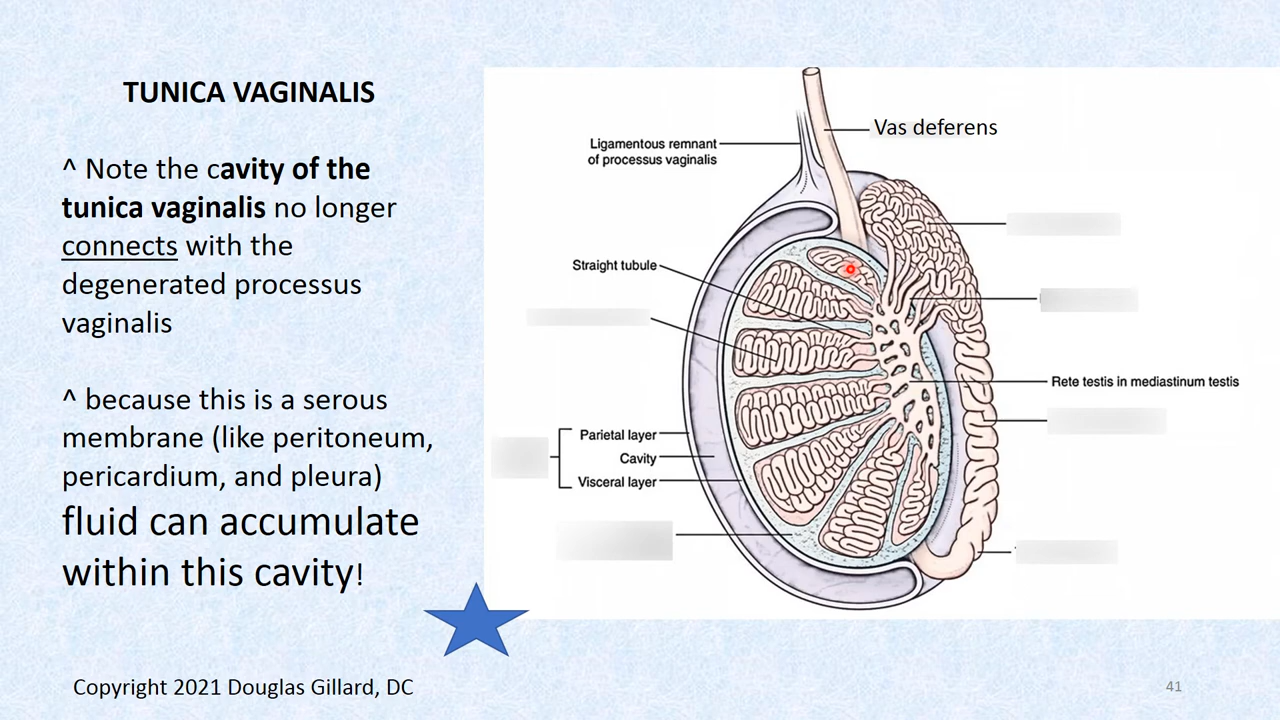 TUNICA VAGINALIS
^ Note the cavity of the
tunica vaginalis no longer
connects with the
degenerated processus
vaginalis
^ because this is a serous
membrane (like peritoneum,
pericardium, and pleura)
fluid can accumulate
within this cavity!
Vas deferens
Ligamentous remnant
of processus vaginalis
Straight tubule
Rete testis in mediastinum testis
Parietal layer
Cavity
Visceral layer
Copyright 2021 Douglas Gillard, DC
41